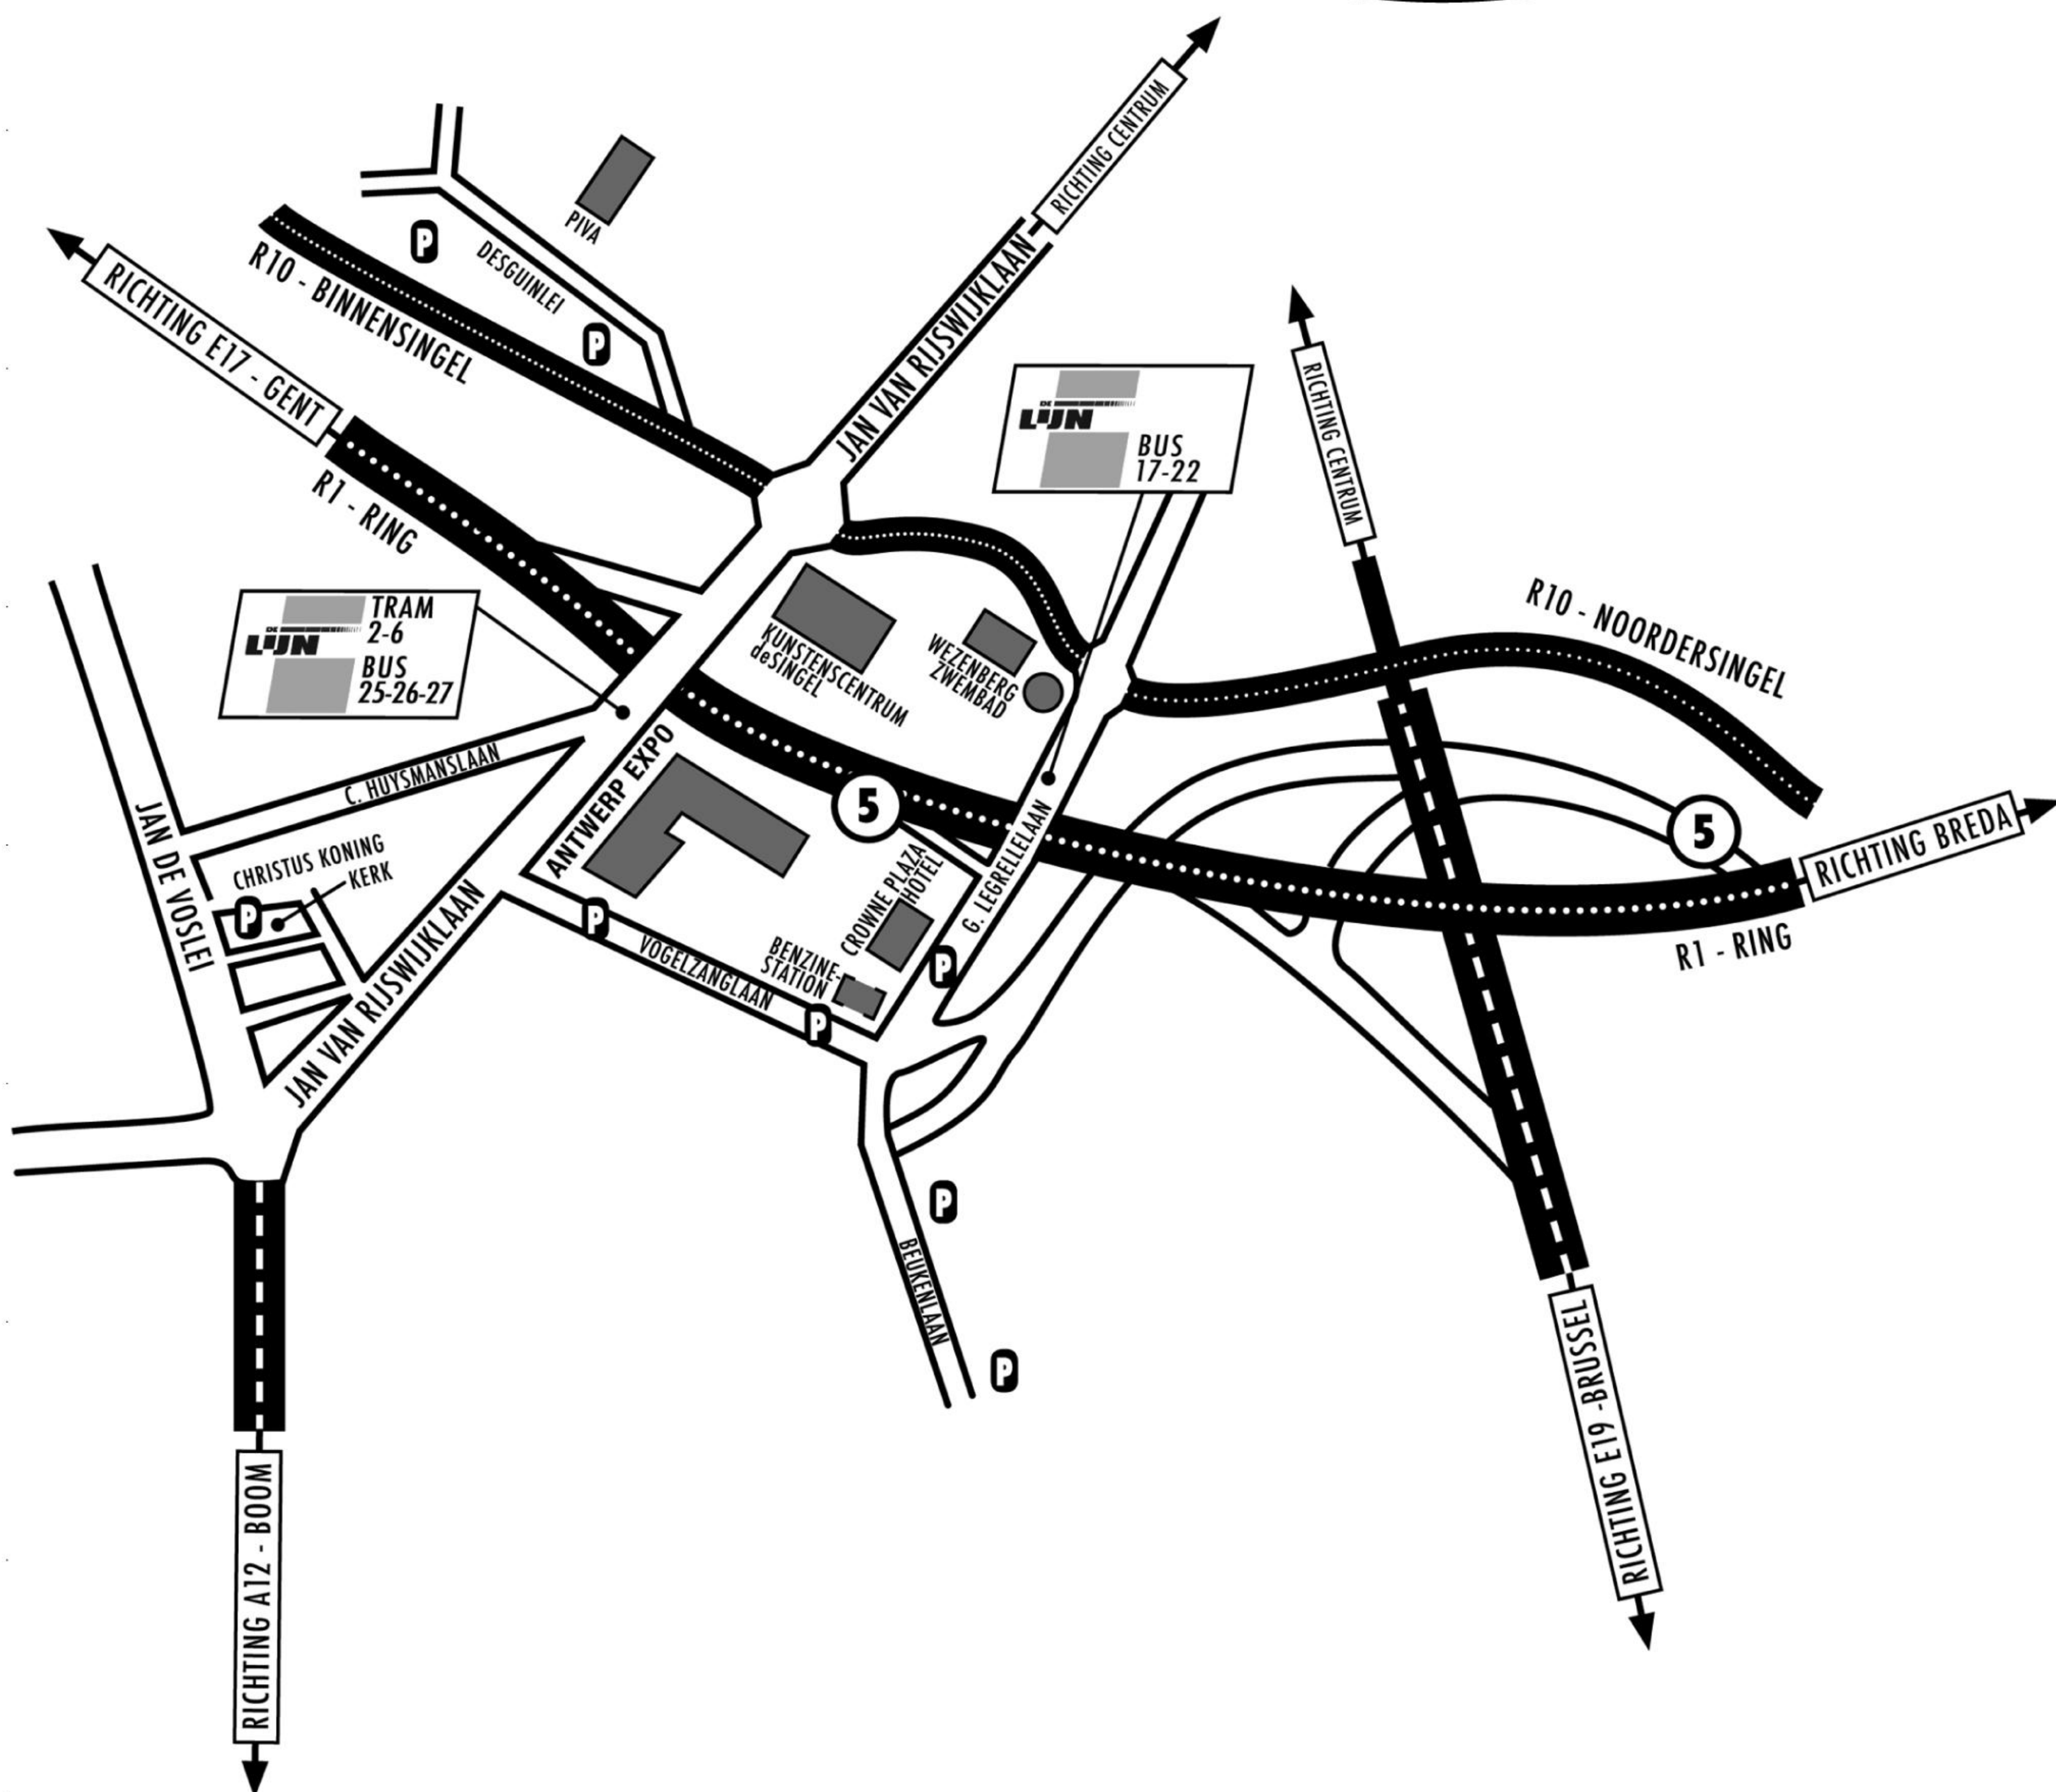 RICHTING CENTRUM
JAN VAN RIJSWIJKLAAN
PIVA
P
DESGUINLEI
P
R10 - BINNENSINGEL
RICHTING E17 - GENT
R1 - RING
DE
LIJN
BUS
17-22
RICHTING CENTRUM
R10 - NOORDERSINGEL
DE
LIJN
TRAM
2-6
BUS
25-26-27
KUNSTENSCENTRUM
deSINGEL
WEZENBERG
ZWEMBAD
C. HUYSMANSLAAN
ANTWERP EXPO
5
5
RICHTING BREDA
R1 - RING
JAN DE VOSLEI
CHRISTUS KONING
KERK
P
JAN VAN RIJSWIJKLAAN
P
VOGELZANGLAAN
CROWNE PLAZA
HOTEL
G. LEGRELLELAAN
BENZINE-
STATION
P
P
P
BEUKENLAAN
P
RICHTING E19 - BRUSSEL
RICHTING A12 - BOOM